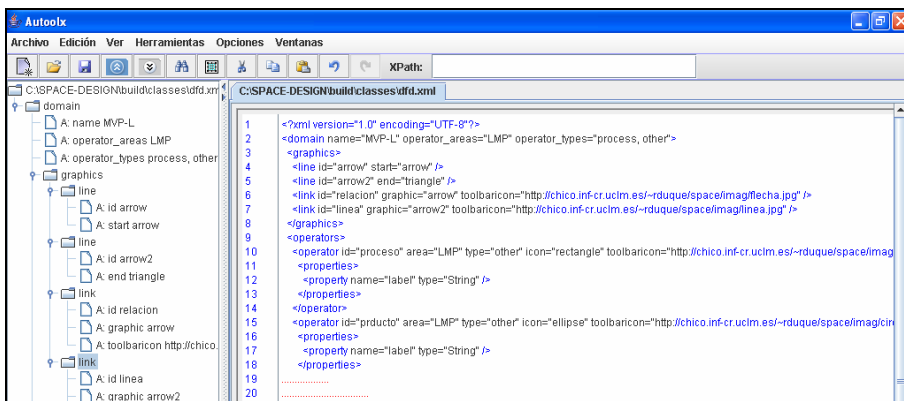 Autoolx
Archivo Edición Ver Herramientas Opciones Ventanas
XPath:
C:\SPACE-DESIGN\build\classes\dfd.xm
domain
A: name MVP-L
A: operator_areas LMP
A: operator_types process, other
graphics
line
A: id arrow
A: start arrow
line
A: id arrow2
A: end triangle
link
A: id relacion
A: graphic arrow
A: toolbaricon http://chico.
link
A: id linea
A: graphic arrow2
C:\SPACE-DESIGN\build\classes\dfd.xml
1 <?xml version="1.0" encoding="UTF-8"?>
2 <domain name="MVP-L" operator_areas="LMP" operator_types="process, other">
3 <graphics>
4 <line id="arrow" start="arrow" />
5 <line id="arrow2" end="triangle" />
6 <link id="relacion" graphic="arrow" toolbaricon="http://chico.inf-cr.uclm.es/~rduque/space/imag/flecha.jpg" />
7 <link id="linea" graphic="arrow2" toolbaricon="http://chico.inf-cr.uclm.es/~rduque/space/imag/linea.jpg" />
8 </graphics>
9 <operators>
10 <operator id="proceso" area="LMP" type="other" icon="rectangle" toolbaricon="http://chico.inf-cr.uclm.es/~rduque/space/imag
11 <properties>
12 <property name="label" type="String" />
13 </properties>
14 </operator>
15 <operator id="prducto" area="LMP" type="other" icon="ellipse" toolbaricon="http://chico.inf-cr.uclm.es/~rduque/space/imag/cir
16 <properties>
17 <property name="label" type="String" />
18 </properties>
19 .................
20 ...............................